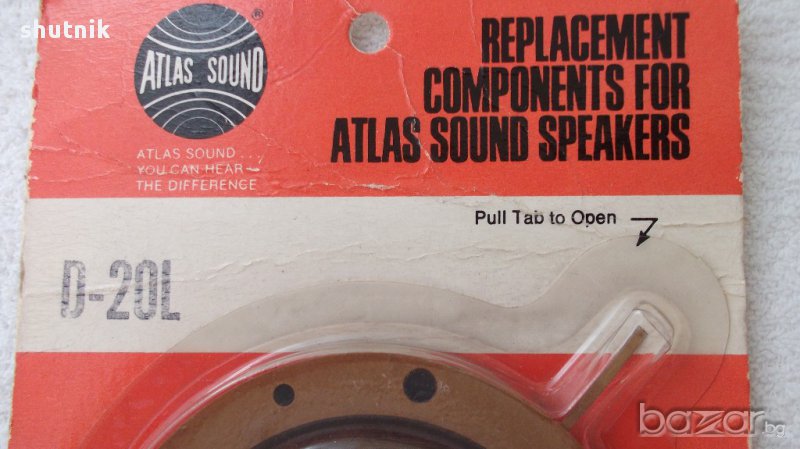 shutnik
ATLAS SOUND
®
REPLACEMENT
COMPONENTS FOR
ATLAS SOUND SPEAKERS
ATLAS SOUND...
YOU CAN HEAR
THE DIFFERENCE
Pull Tab to Open
D-20L
bazar.bg